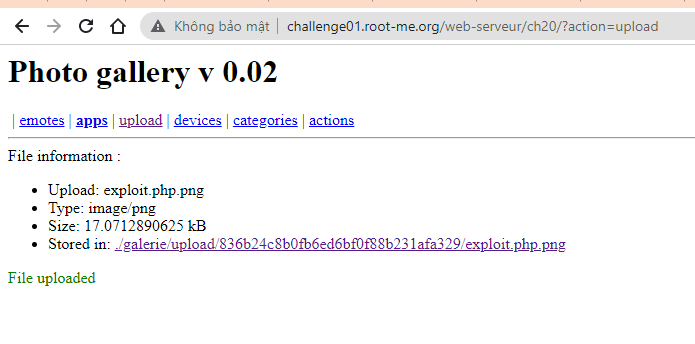 Không bảo mật | challenge01.root-me.org/web-serveur/ch20/?action=upload
Photo gallery v 0.02
| emotes | apps | upload | devices | categories | actions
File information :
• Upload: exploit.php.png
• Type: image/png
• Size: 17.0712890625 kB
• Stored in: ./galerie/upload/836b24c8b0fb6ed6bf0f88b231afa329/exploit.php.png
File uploaded